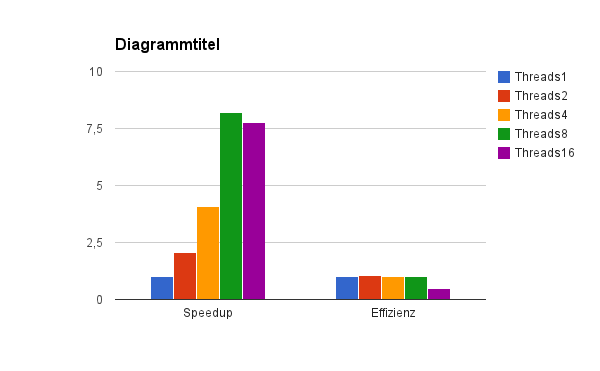 Diagrammtitel
10
7,5
5
2,5
0
Speedup
Effizienz
Threads1
Threads2
Threads4
Threads8
Threads16